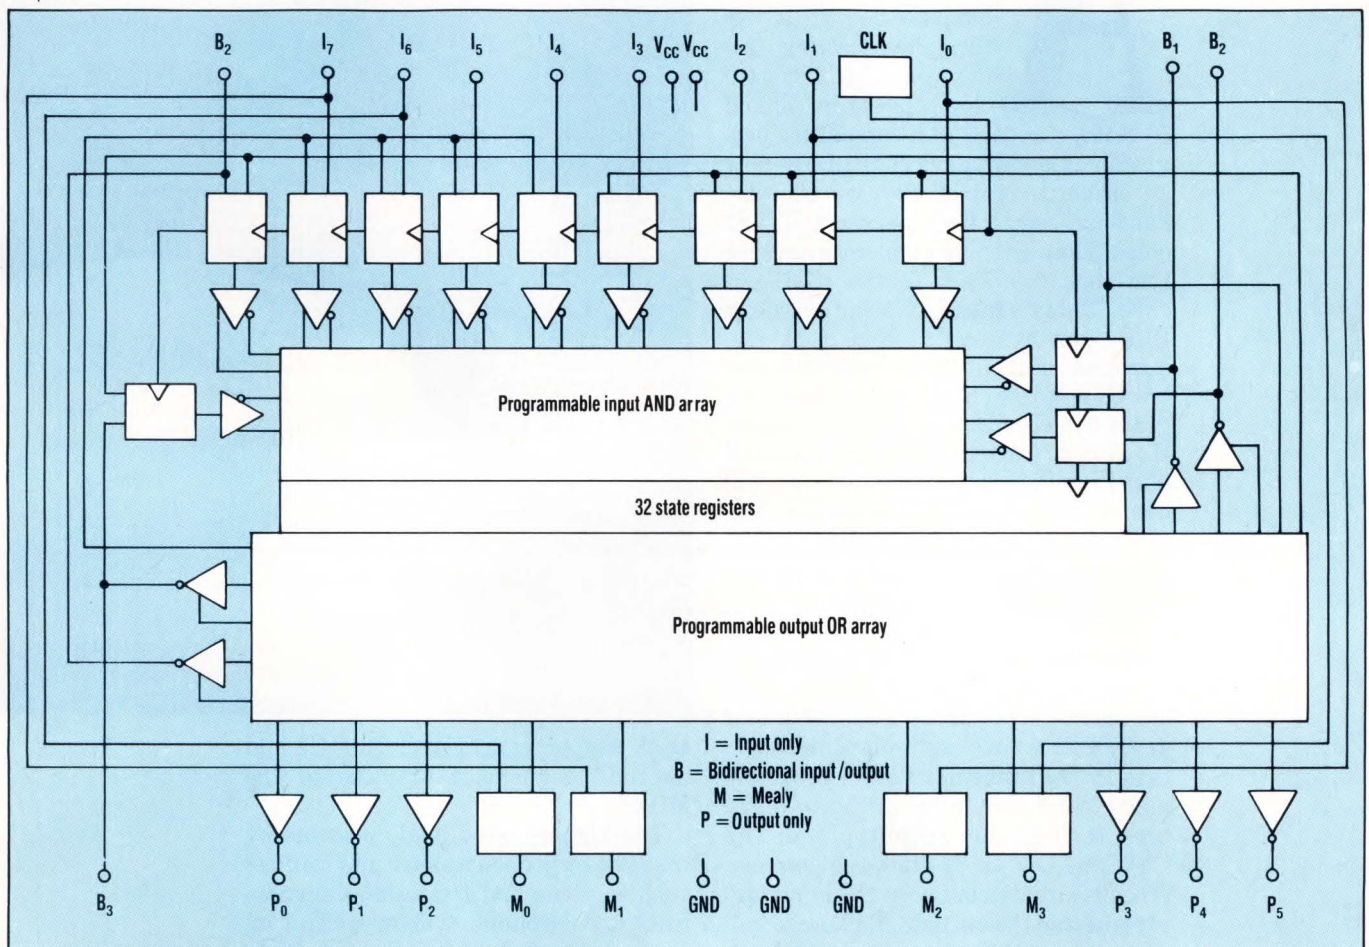 B₂ I₇ I₆ I₅ I₄ I₃ V_CC V_CC I₂ I₁ CLK I₀ B₁ B₂
Programmable input AND array
32 state registers
Programmable output OR array
I = Input only
B = Bidirectional input/output
M = Mealy
P = Output only
B₃ P₀ P₁ P₂ M₀ M₁ GND GND GND M₂ M₃ P₃ P₄ P₅